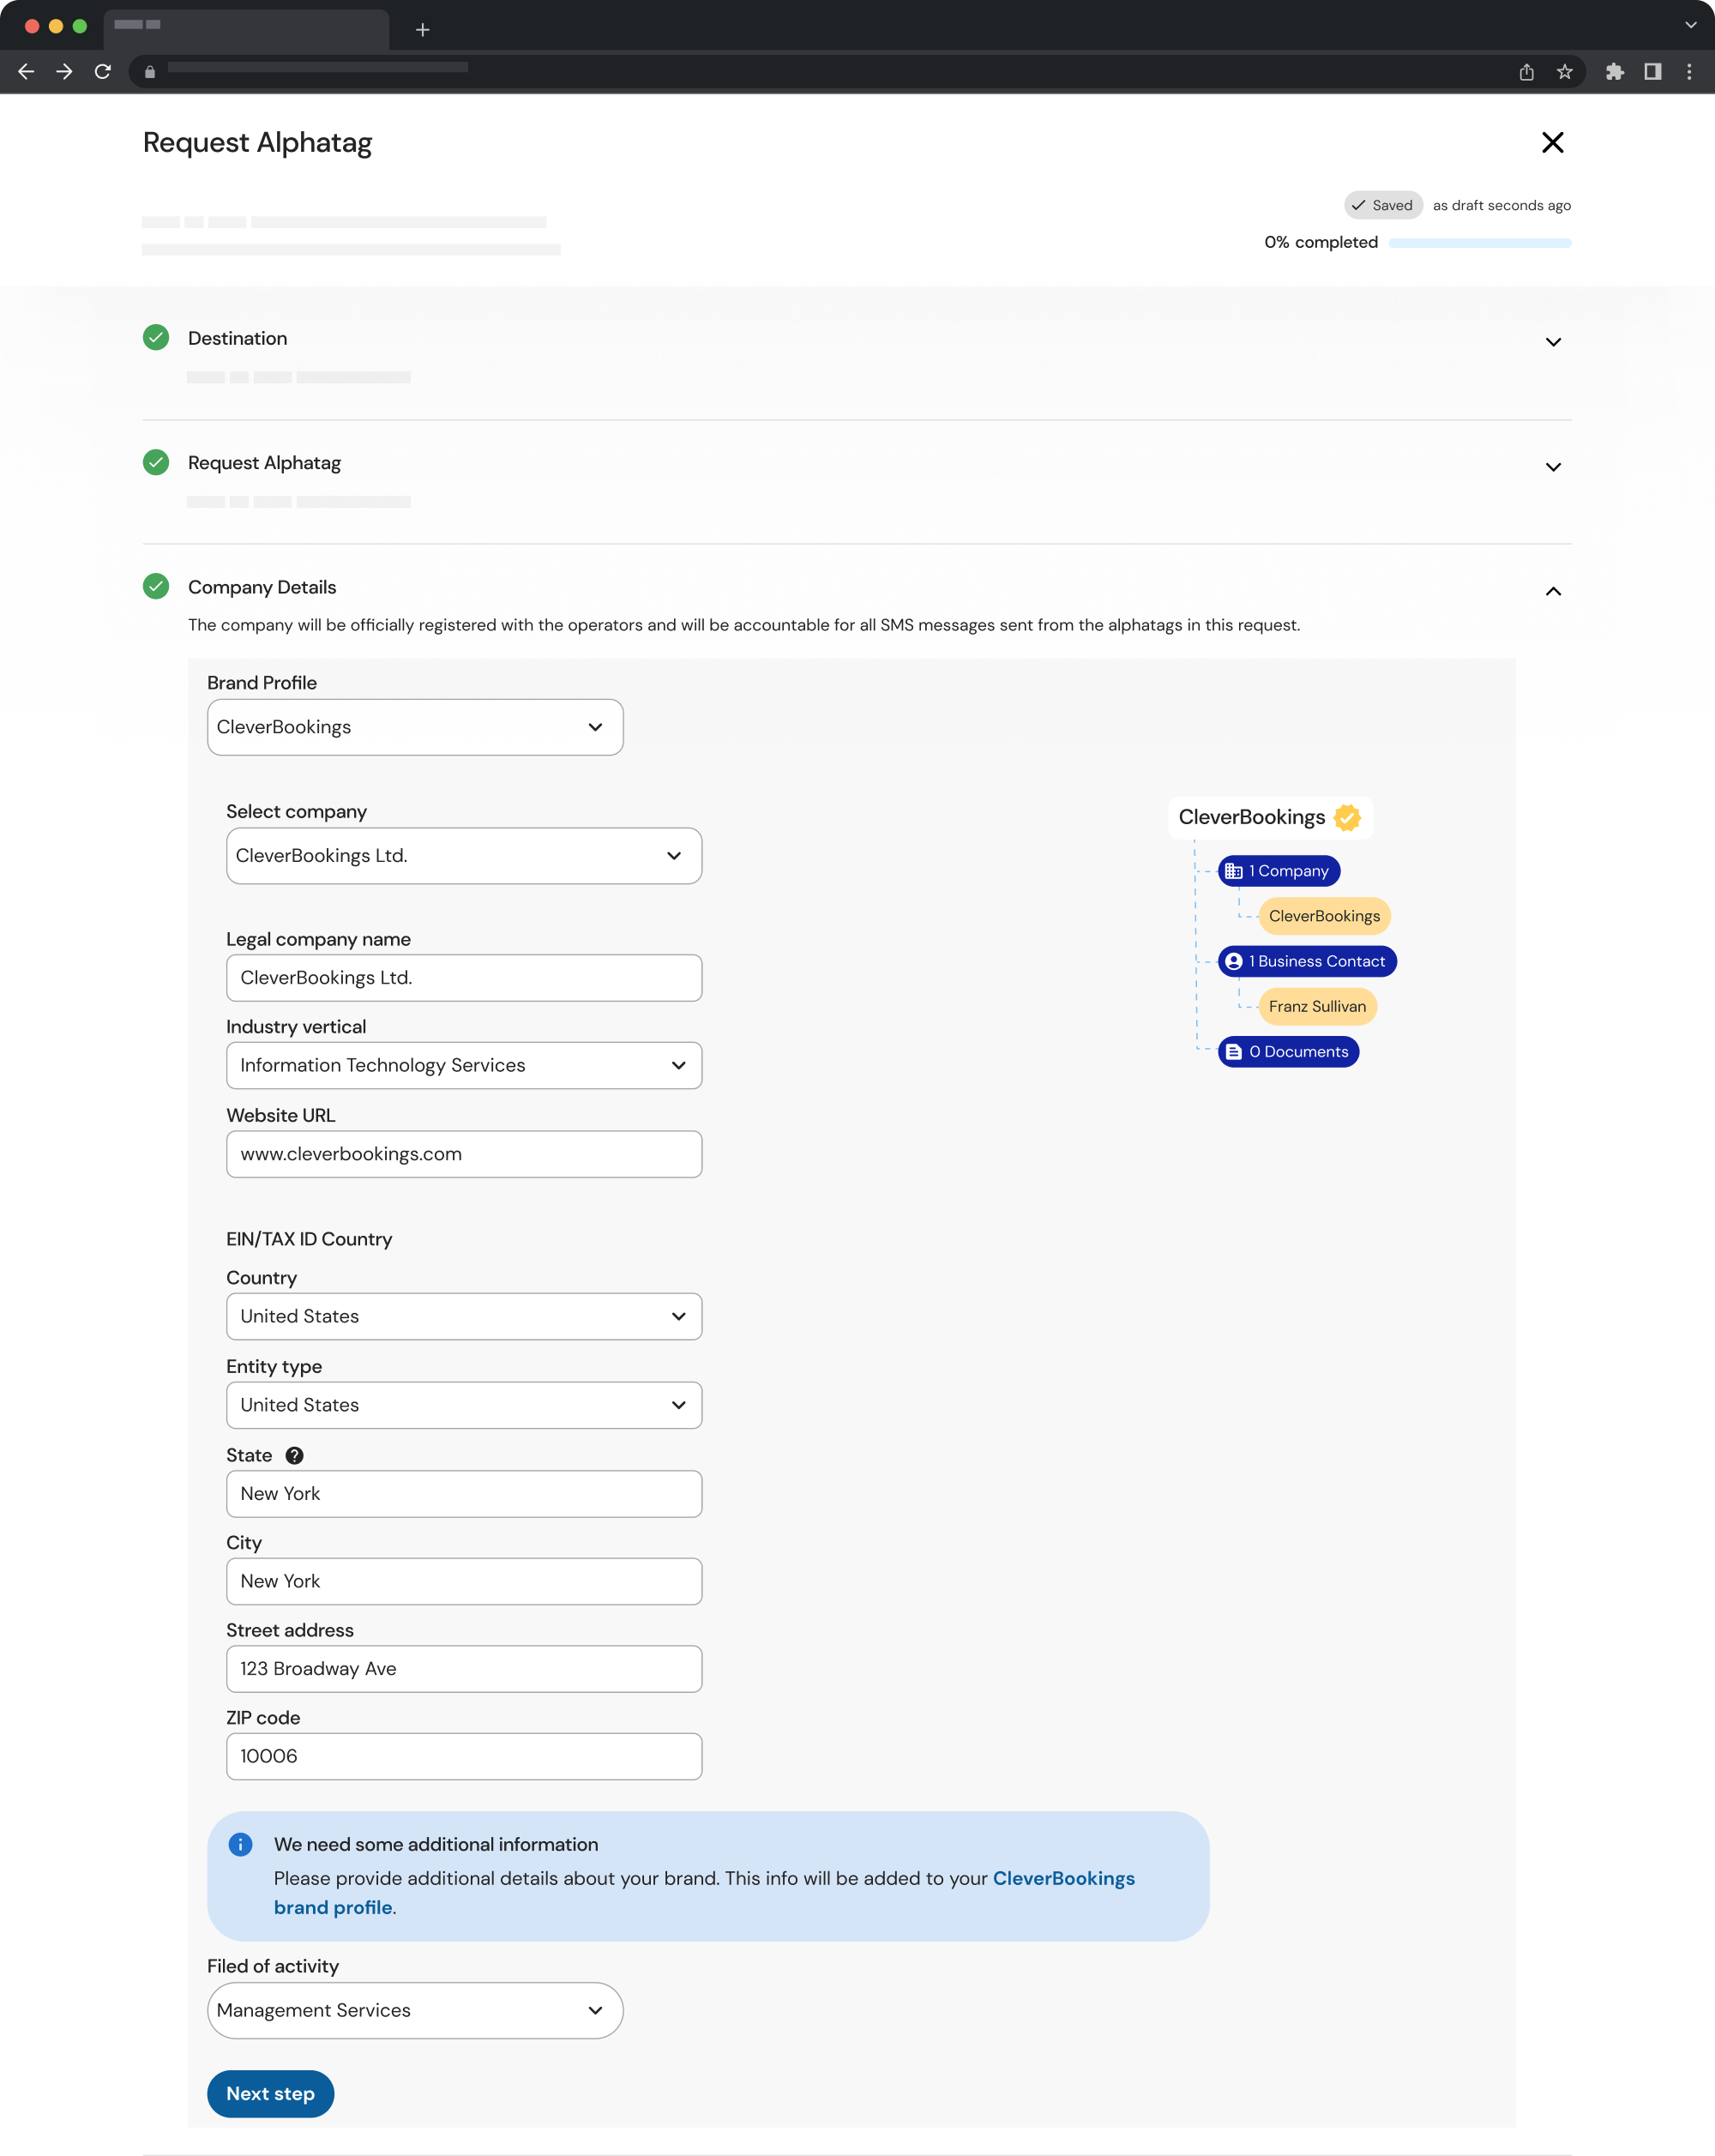 Request Alphatag
Saved as draft seconds ago
0% completed
Destination
Request Alphatag
Company Details
The company will be officially registered with the operators and will be accountable for all SMS messages sent from the alphatags in this request.
Brand Profile
CleverBookings
Select company
CleverBookings Ltd.
Legal company name
CleverBookings Ltd.
Industry vertical
Information Technology Services
Website URL
www.cleverbookings.com
CleverBookings
1 Company
CleverBookings
1 Business Contact
Franz Sullivan
0 Documents
EIN/TAX ID Country
Country
United States
Entity type
United States
State
New York
City
New York
Street address
123 Broadway Ave
ZIP code
10006
We need some additional information
Please provide additional details about your brand. This info will be added to your CleverBookings
brand profile.
Filed of activity
Management Services
Next step